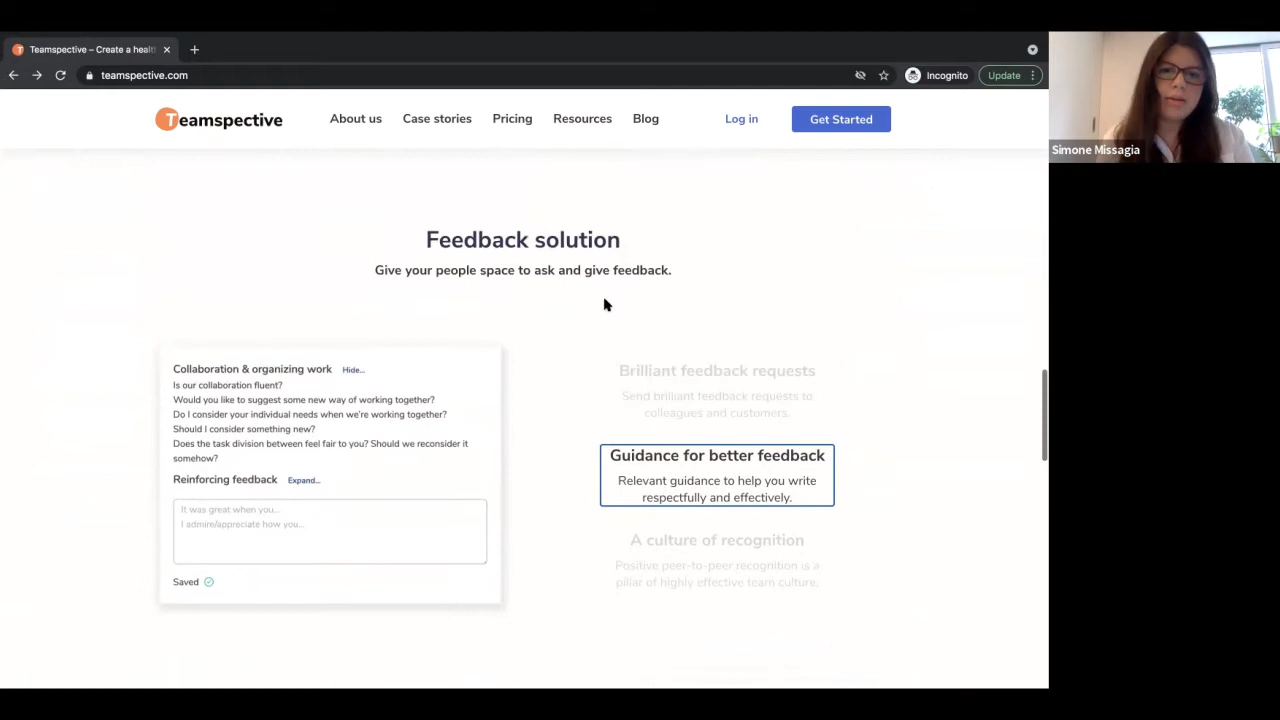 Teamspective – Create a healt
teamspective.com
Incognito
Update
Teamspective
About us
Case stories
Pricing
Resources
Blog
Log in
Get Started
Simone Missagia
Feedback solution
Give your people space to ask and give feedback.
Collaboration & organizing work Hide...
Is our collaboration fluent?
Would you like to suggest some new way of working together?
Do I consider your individual needs when we're working together?
Should I consider something new?
Does the task division between feel fair to you? Should we reconsider it
somehow?
Reinforcing feedback Expand...
It was great when you...
I admire/appreciate how you...
Saved
Brilliant feedback requests
Send brilliant feedback requests to
colleagues and customers.
Guidance for better feedback
Relevant guidance to help you write
respectfully and effectively.
A culture of recognition
Positive peer-to-peer recognition is a
pillar of highly effective team culture.